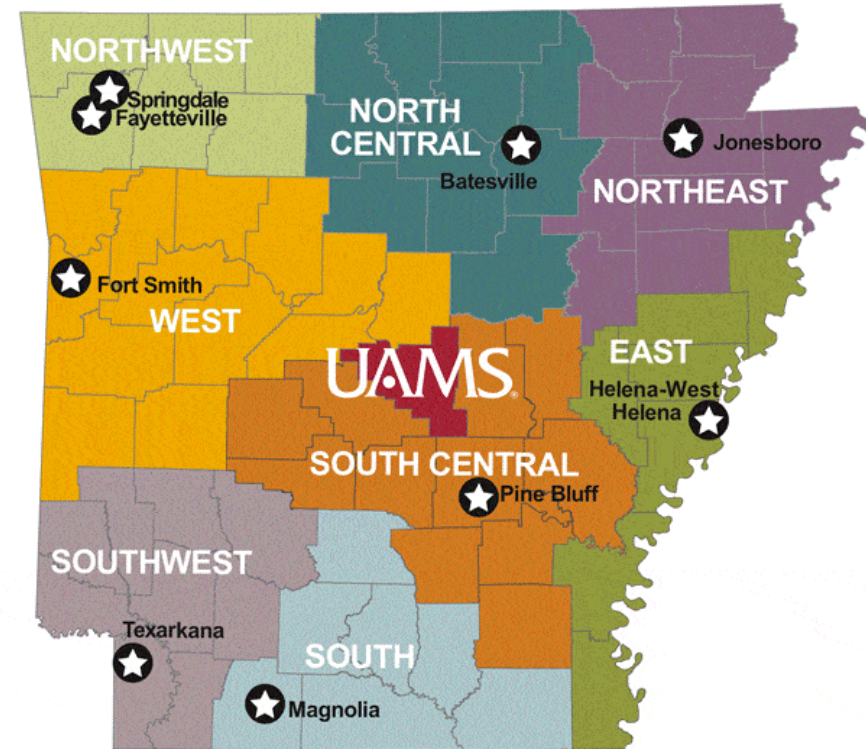 NORTHWEST
Springdale
Fayetteville
NORTH
CENTRAL
Batesville
Jonesboro
NORTHEAST
Fort Smith
WEST
UAMS®
EAST
Helena-West
Helena
SOUTH CENTRAL
Pine Bluff
SOUTHWEST
Texarkana
SOUTH
Magnolia